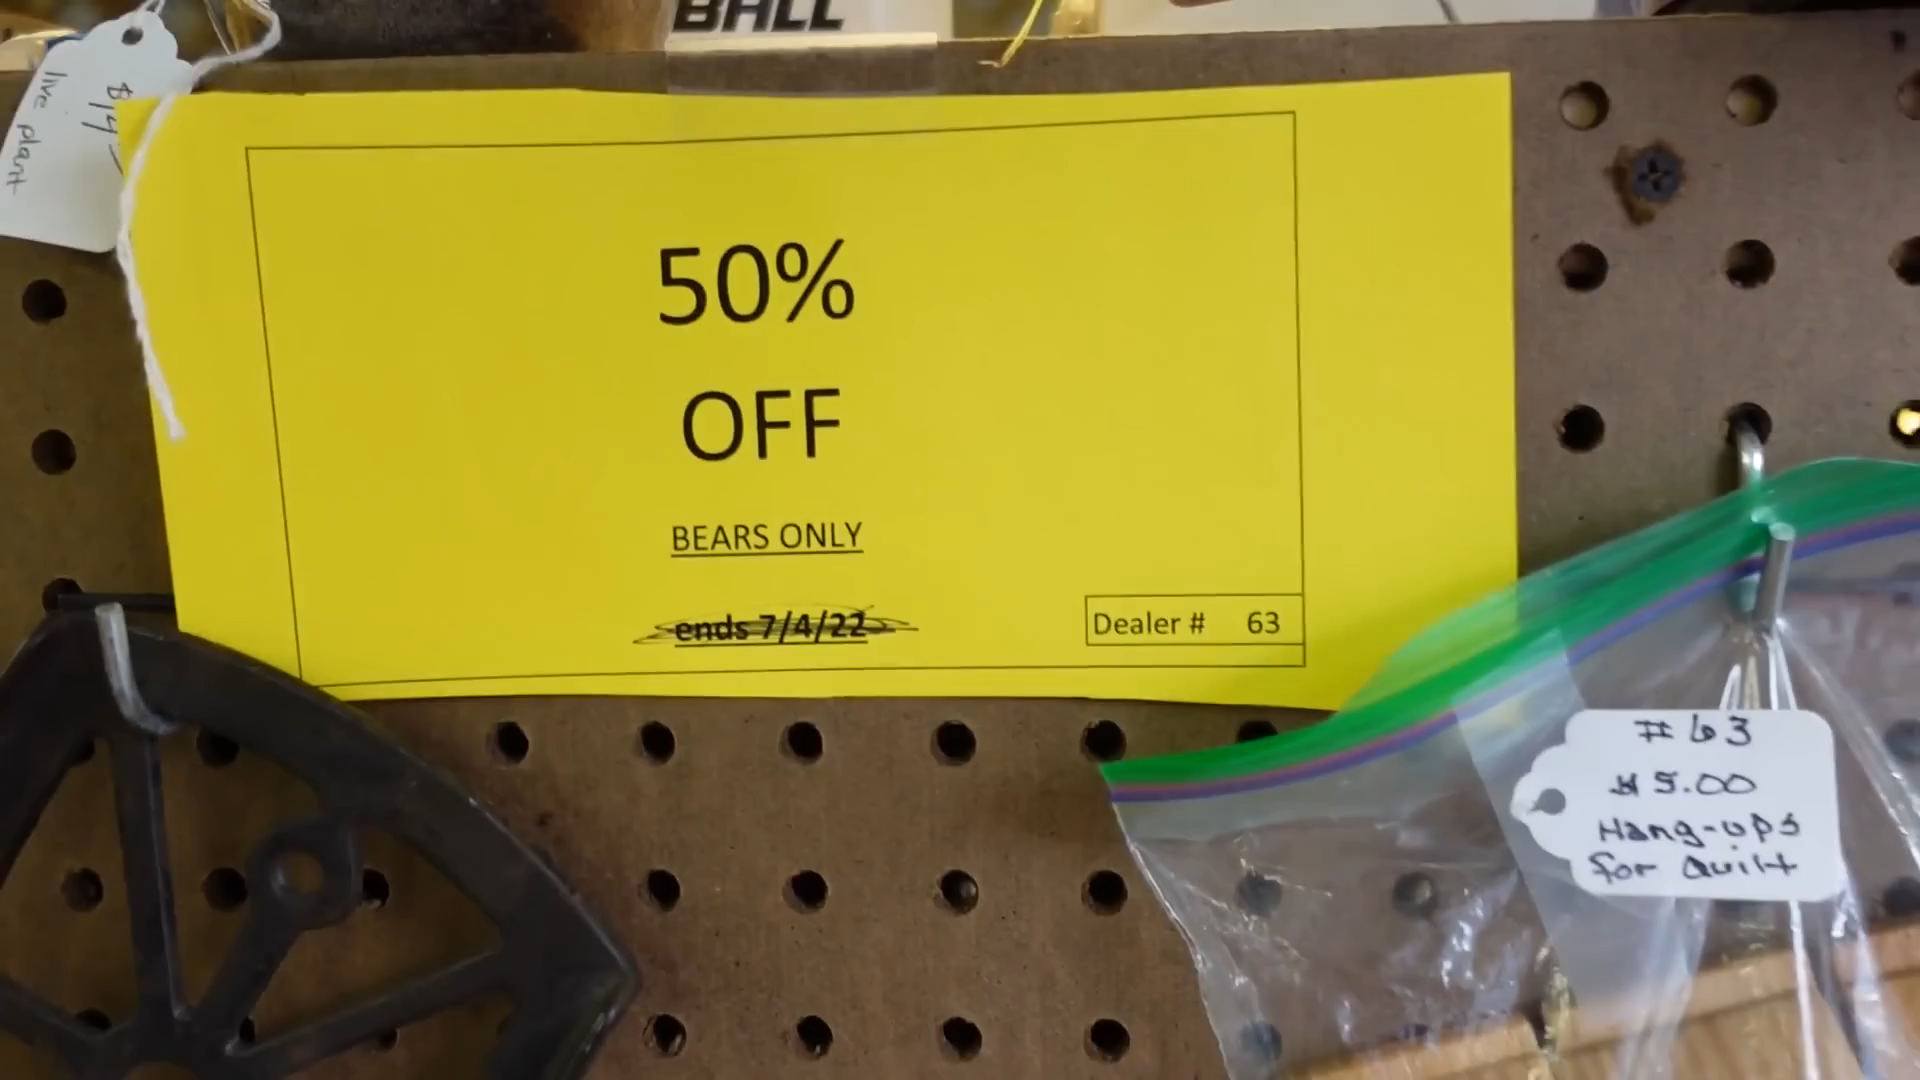 BALL
live plant
50%
OFF
BEARS ONLY
ends 7/4/22
Dealer # 63
# 63
$5.00
Hang-ups
for Quilt